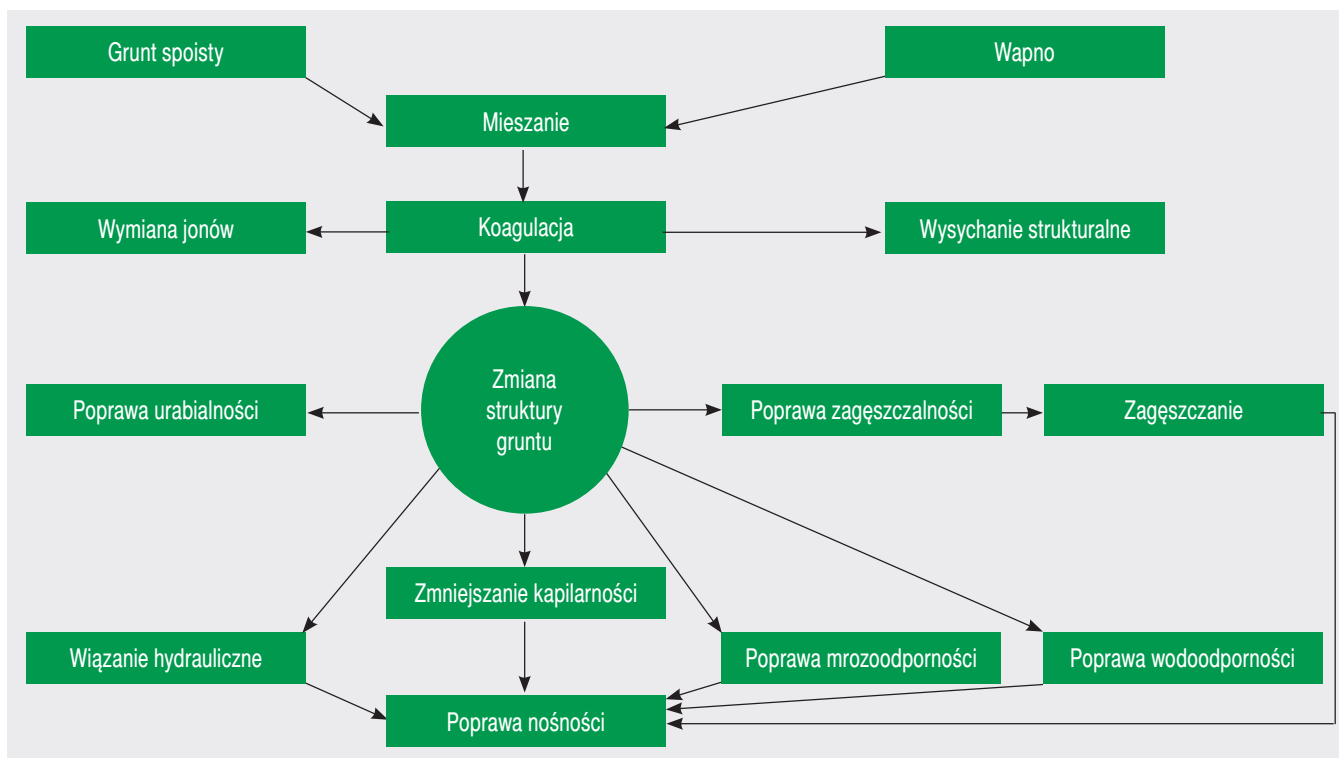 Grunt spoisty
Wapno
Mieszanie
Wymiana jonów
Koagulacja
Wysychanie strukturalne
Zmiana
struktury
gruntu
Poprawa urabialności
Poprawa zagęszczalności
Zagęszczanie
Zmniejszanie kapilarności
Wiązanie hydrauliczne
Poprawa mrozoodporności
Poprawa wodoodporności
Poprawa nośności